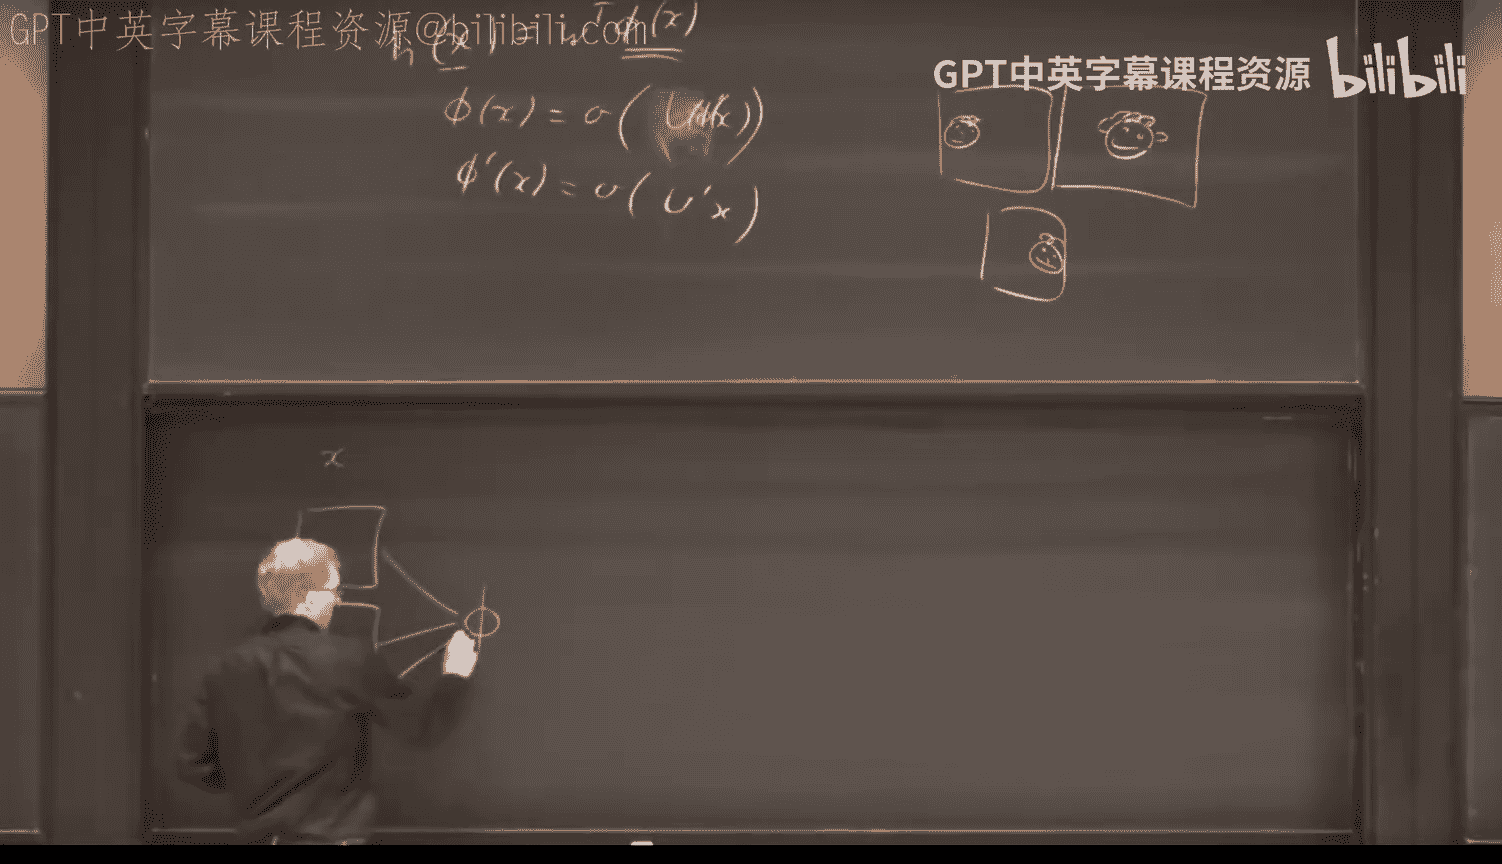 GPT中英字幕课程资源@bilibili.com
GPT中英字幕课程资源 bilibili
h(x) = φ(x)
φ(x) = σ( x))
φ'(x) = σ( U'x )
x